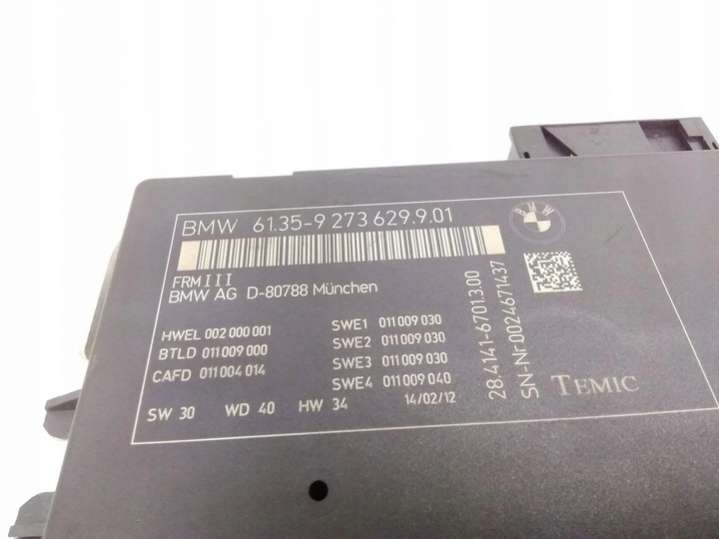 BMW 61.35-9 273 629.9.01
FRMIII
BMW AG D-80788 München
HWEL 002 000 001
BTLD 011 009 000
CAFD 011 004 014
SWE1 011 009 030
SWE2 011 009 030
SWE3 011 009 030
SWE4 011 009 040
SW 30 WD 40 HW 34 14/02/12
28.4141-6701.3.00
SN-Nr.0024671437
BMW
TEMIC